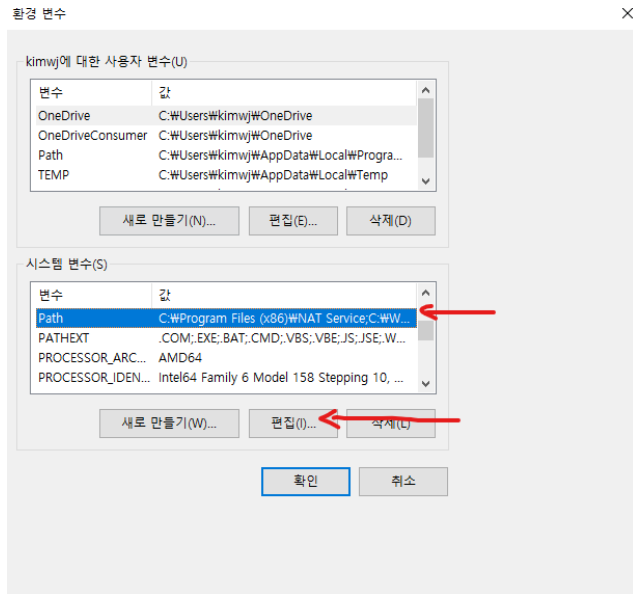 환경 변수
kimwj에 대한 사용자 변수(U)
변수 값
OneDrive C:₩Users₩kimwj₩OneDrive
OneDriveConsumer C:₩Users₩kimwj₩OneDrive
Path C:₩Users₩kimwj₩AppData₩Local₩Progra...
TEMP C:₩Users₩kimwj₩AppData₩Local₩Temp
새로 만들기(N)... 편집(E)... 삭제(D)
시스템 변수(S)
변수 값
Path C:₩Program Files (x86)₩NAT Service;C:₩W...
PATHEXT .COM;.EXE;.BAT;.CMD;.VBS;.VBE;.JS;.JSE;.W...
PROCESSOR_ARC... AMD64
PROCESSOR_IDEN... Intel64 Family 6 Model 158 Stepping 10, ...
새로 만들기(W)... 편집(I)... 삭제(L)
확인 취소